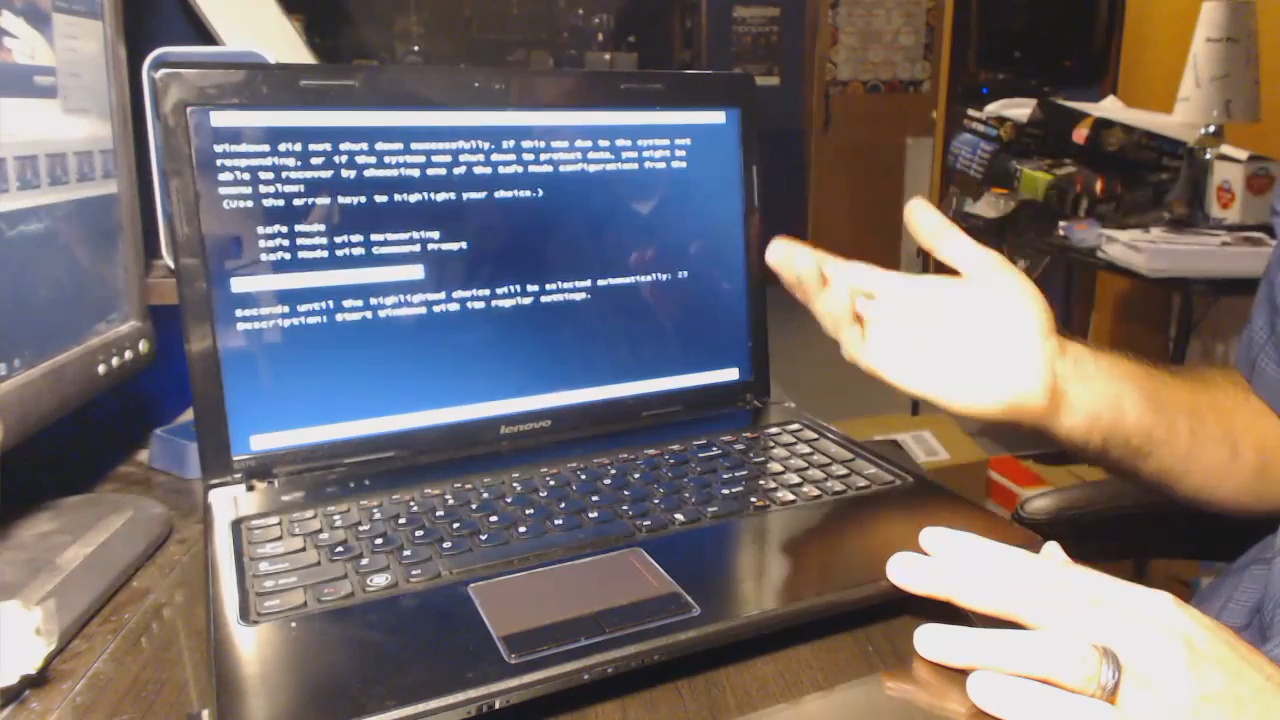 Windows did not shut down successfully. If this was due to the system not
responding, or if the system was shut down to protect data, you might be
able to recover by choosing one of the Safe Mode configurations from the
menu below:
(Use the arrow keys to highlight your choice.)
Safe Mode
Safe Mode with Networking
Safe Mode with Command Prompt
Seconds until the highlighted choice will be selected automatically: 27
Description: Start Windows with its regular settings.
lenovo